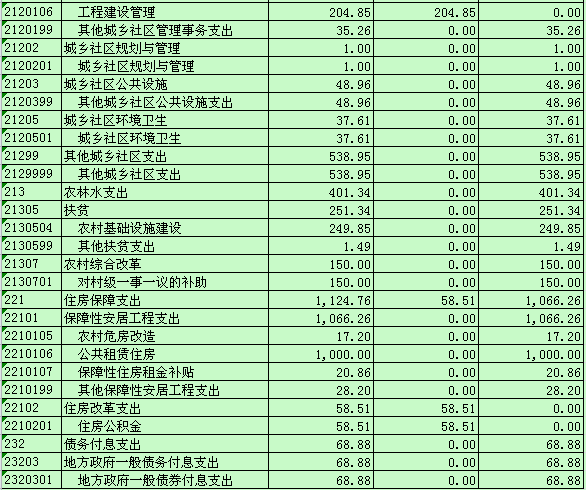 2120106 工程建设管理 204.85 204.85 0.00
2120199 其他城乡社区管理事务支出 35.26 0.00 35.26
21202 城乡社区规划与管理 1.00 0.00 1.00
2120201 城乡社区规划与管理 1.00 0.00 1.00
21203 城乡社区公共设施 48.96 0.00 48.96
2120399 其他城乡社区公共设施支出 48.96 0.00 48.96
21205 城乡社区环境卫生 37.61 0.00 37.61
2120501 城乡社区环境卫生 37.61 0.00 37.61
21299 其他城乡社区支出 538.95 0.00 538.95
2129999 其他城乡社区支出 538.95 0.00 538.95
213 农林水支出 401.34 0.00 401.34
21305 扶贫 251.34 0.00 251.34
2130504 农村基础设施建设 249.85 0.00 249.85
2130599 其他扶贫支出 1.49 0.00 1.49
21307 农村综合改革 150.00 0.00 150.00
2130701 对村级一事一议的补助 150.00 0.00 150.00
221 住房保障支出 1,124.76 58.51 1,066.26
22101 保障性安居工程支出 1,066.26 0.00 1,066.26
2210105 农村危房改造 17.20 0.00 17.20
2210106 公共租赁住房 1,000.00 0.00 1,000.00
2210107 保障性住房租金补贴 20.86 0.00 20.86
2210199 其他保障性安居工程支出 28.20 0.00 28.20
22102 住房改革支出 58.51 58.51 0.00
2210201 住房公积金 58.51 58.51 0.00
232 债务付息支出 68.88 0.00 68.88
23203 地方政府一般债务付息支出 68.88 0.00 68.88
2320301 地方政府一般债券付息支出 68.88 0.00 68.88